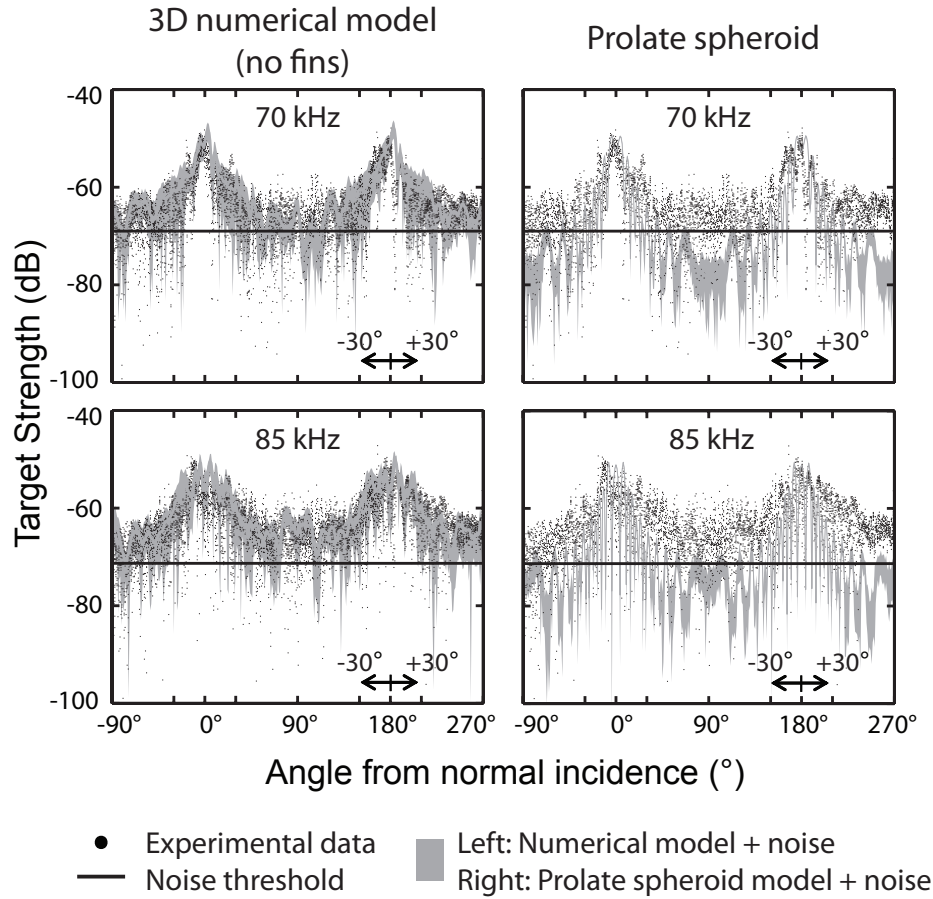 3D numerical model
(no fins)
Prolate spheroid
Target Strength (dB)
-40
-60
-80
-100
70 kHz
-30° +30°
70 kHz
-30° +30°
-40
-60
-80
-100
85 kHz
-30° +30°
85 kHz
-30° +30°
-90° 0° 90° 180° 270°
-90° 0° 90° 180° 270°
Angle from normal incidence (°)
Experimental data
Noise threshold
Left: Numerical model + noise
Right: Prolate spheroid model + noise